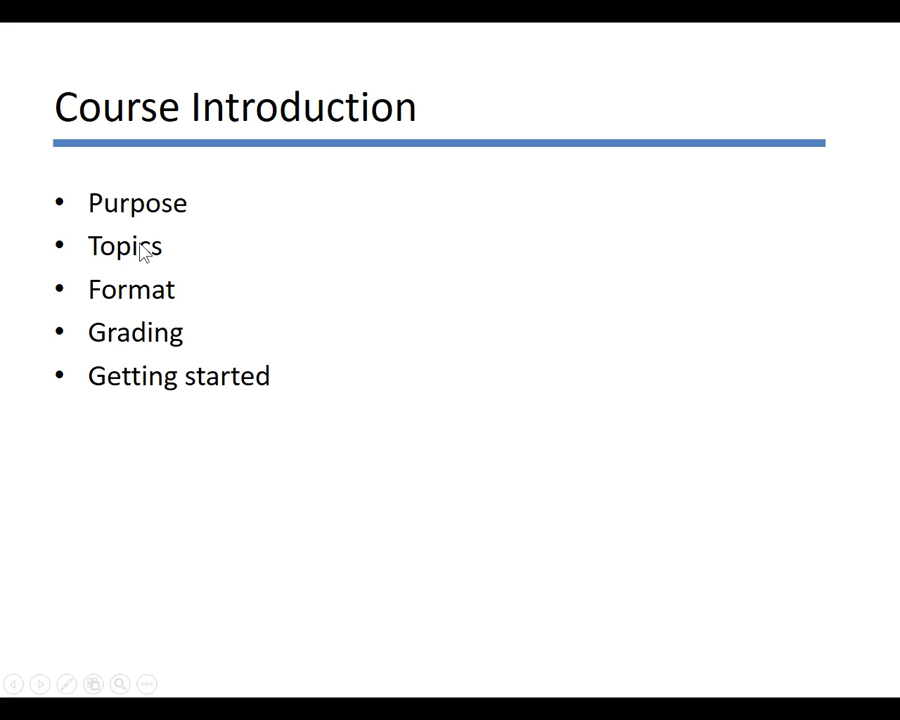 Course Introduction
• Purpose
• Topics
• Format
• Grading
• Getting started